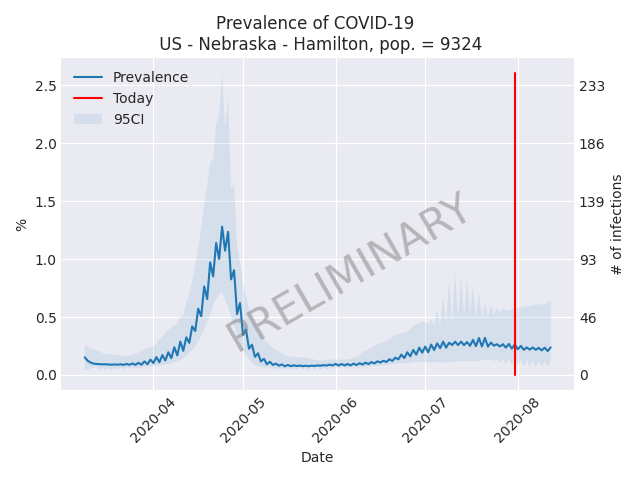 Prevalence of COVID-19
US - Nebraska - Hamilton, pop. = 9324
Prevalence
Today
95CI
2.5
2.0
1.5
1.0
0.5
0.0
%
233
186
139
93
46
0
# of infections
PRELIMINARY
2020-04
2020-05
2020-06
2020-07
2020-08
Date